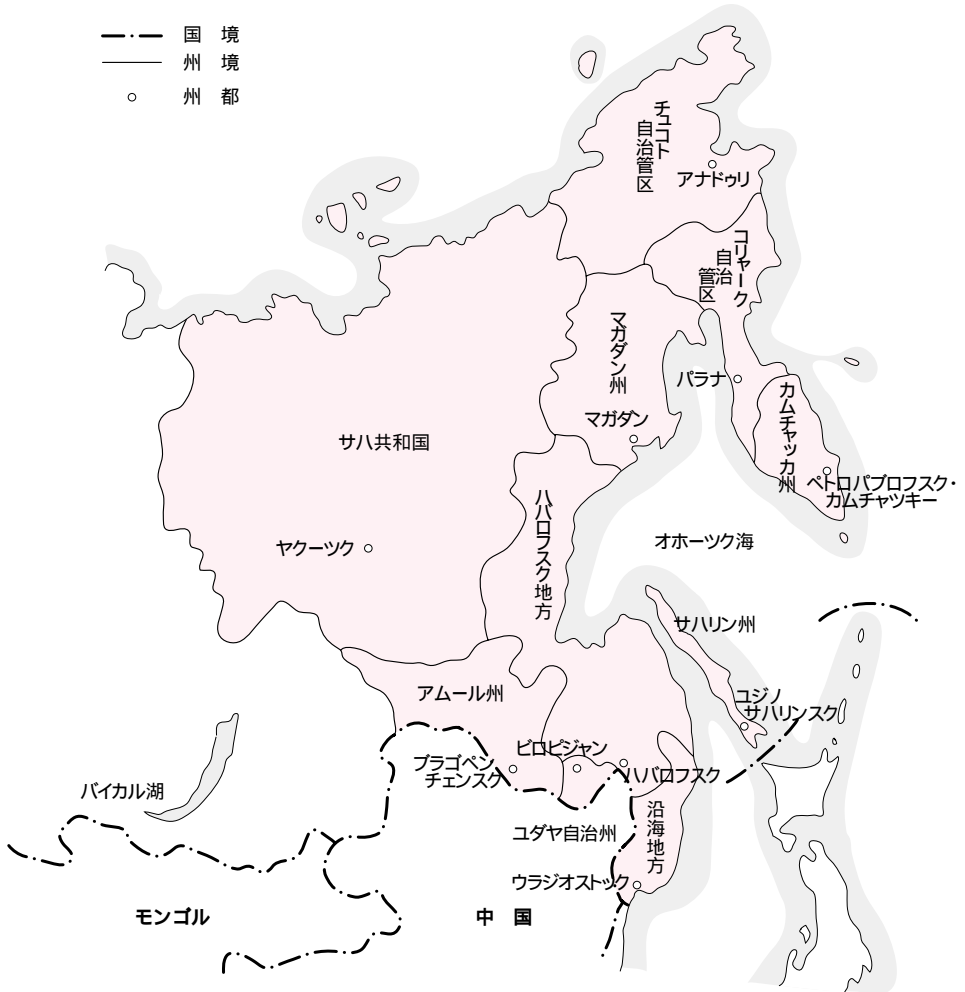 国 境
州 境
州 都
チュコト
自治管区
アナドゥリ
コリャーク
自治
管区
マガダン州
パラナ
カムチャッカ州
マガダン
サハ共和国
ペトロパブロフスク・
カムチャツキー
ハバロフスク地方
オホーツク海
ヤクーツク
サハリン州
アムール州
ユジノ
サハリンスク
ビロビジャン
ブラゴベン
チェンスク
ハバロフスク
バイカル湖
沿海地方
ユダヤ自治州
ウラジオストック
モンゴル
中 国